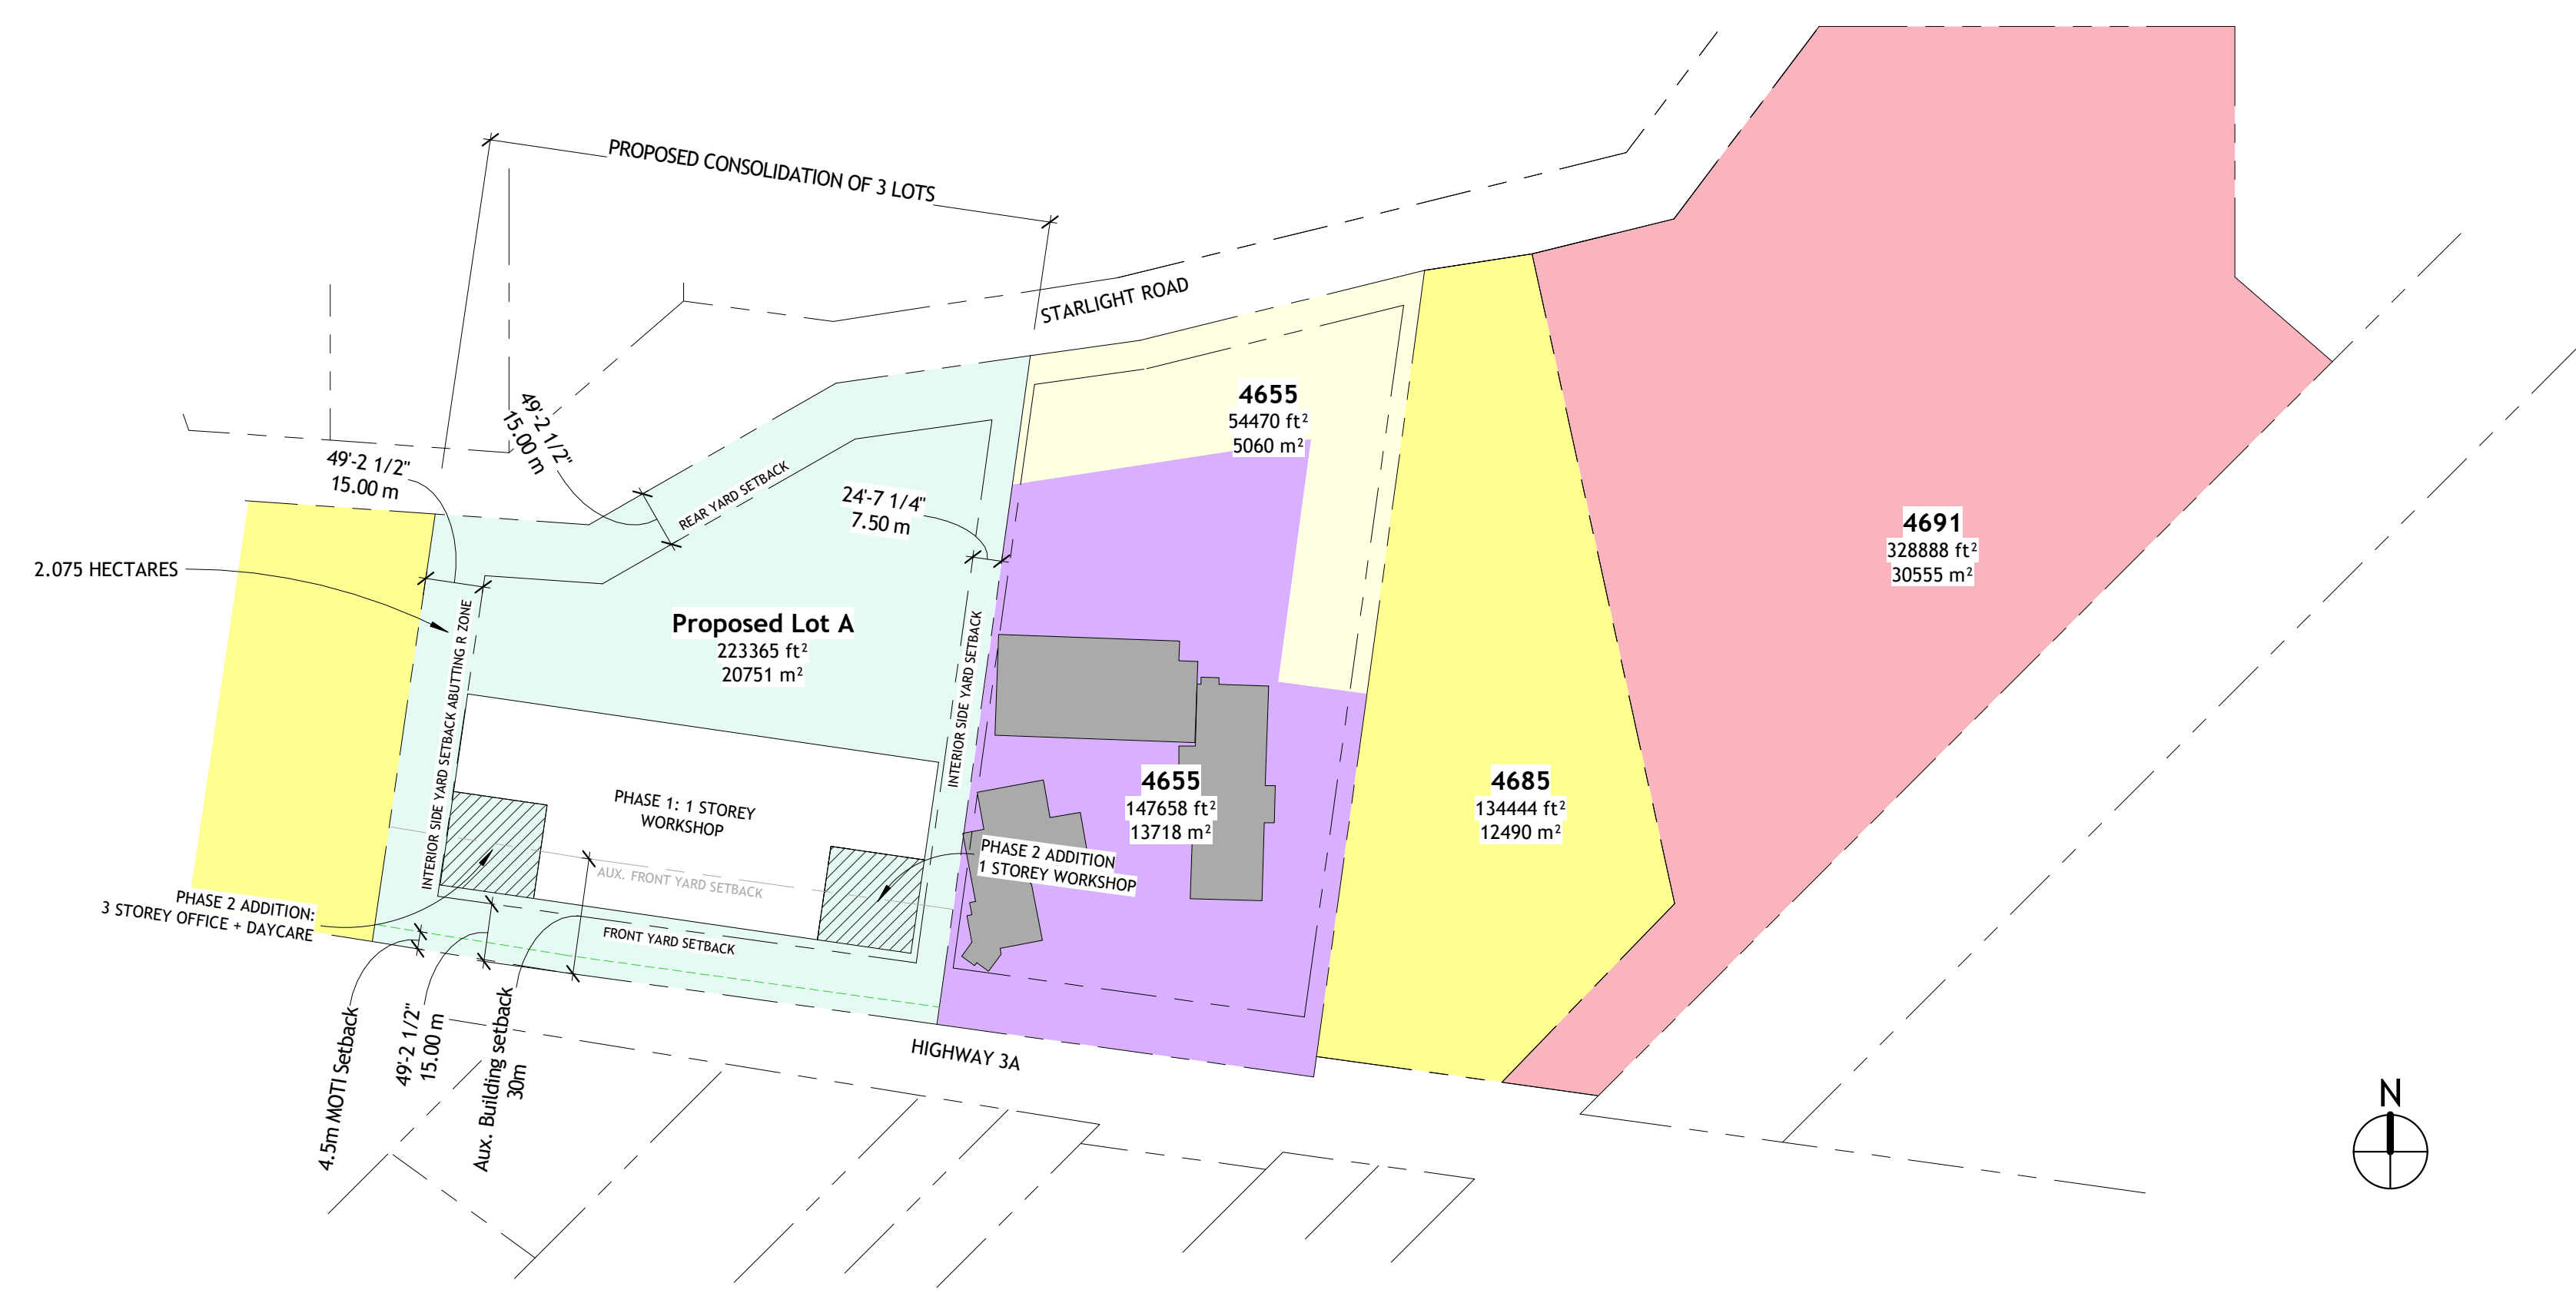 PROPOSED CONSOLIDATION OF 3 LOTS
STARLIGHT ROAD
49'-2 1/2"
15.00 m
49'-2 1/2"
15.00 m
REAR YARD SETBACK
24'-7 1/4"
7.50 m
4655
54470 ft²
5060 m²
4691
328888 ft²
30555 m²
2.075 HECTARES
INTERIOR SIDE YARD SETBACK ABUTTING R ZONE
Proposed Lot A
223365 ft²
20751 m²
INTERIOR SIDE YARD SETBACK
PHASE 1: 1 STOREY
WORKSHOP
4655
147658 ft²
13718 m²
4685
134444 ft²
12490 m²
PHASE 2 ADDITION
1 STOREY WORKSHOP
AUX. FRONT YARD SETBACK
PHASE 2 ADDITION:
3 STOREY OFFICE + DAYCARE
FRONT YARD SETBACK
4.5m MOTI Setback
49'-2 1/2"
15.00 m
Aux. Building setback
30m
HIGHWAY 3A
N